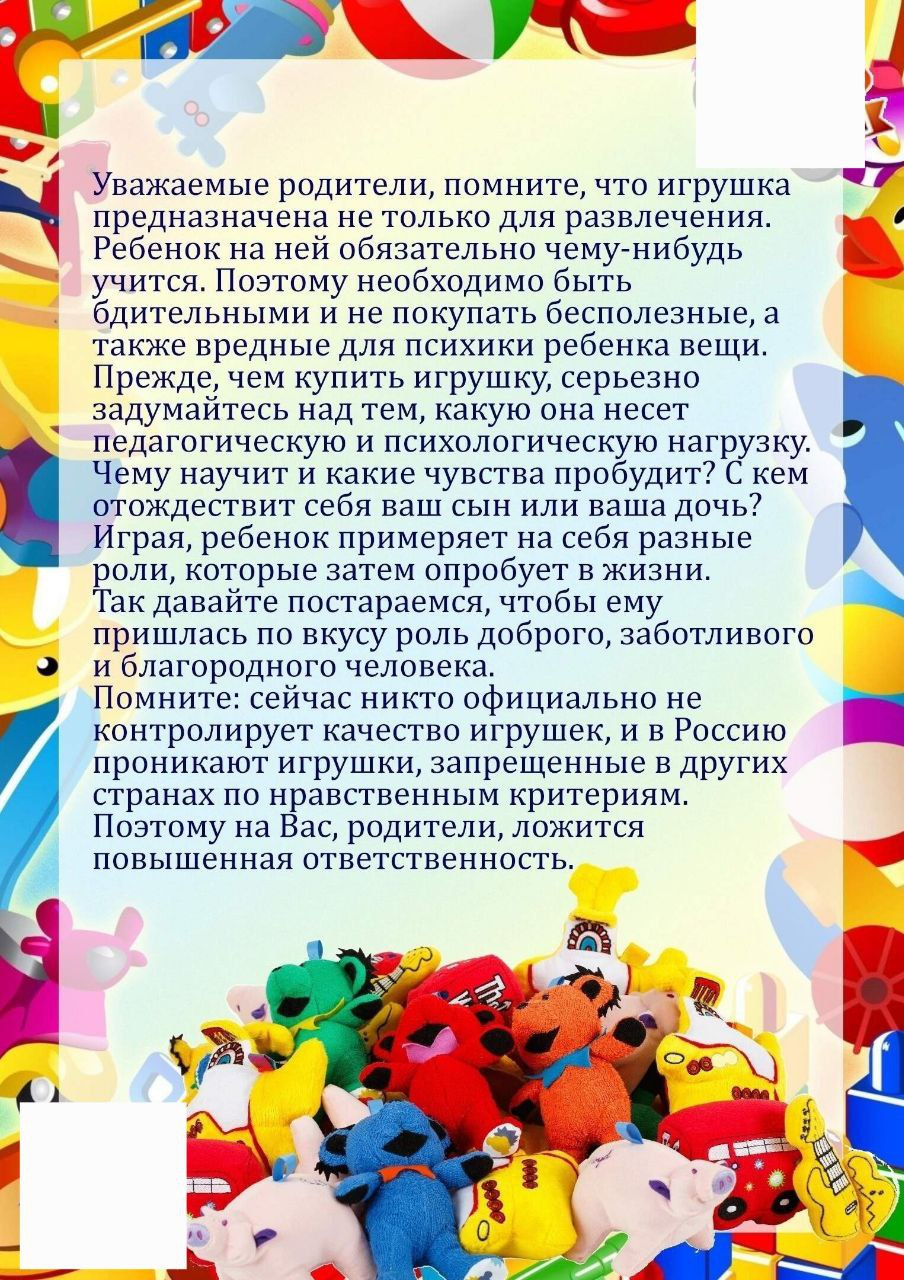 Уважаемые родители, помните, что игрушка
предназначена не только для развлечения.
Ребенок на ней обязательно чему-нибудь
учится. Поэтому необходимо быть
бдительными и не покупать бесполезные, а
также вредные для психики ребенка вещи.
Прежде, чем купить игрушку, серьезно
задумайтесь над тем, какую она несет
педагогическую и психологическую нагрузку.
Чему научит и какие чувства пробудит? С кем
отождествит себя ваш сын или ваша дочь?
Играя, ребенок примеряет на себя разные
роли, которые затем опробует в жизни.
Так давайте постараемся, чтобы ему
пришлась по вкусу роль доброго, заботливого
и благородного человека.
Помните: сейчас никто официально не
контролирует качество игрушек, и в Россию
проникают игрушки, запрещенные в других
странах по нравственным критериям.
Поэтому на Вас, родители, ложится
повышенная ответственность.